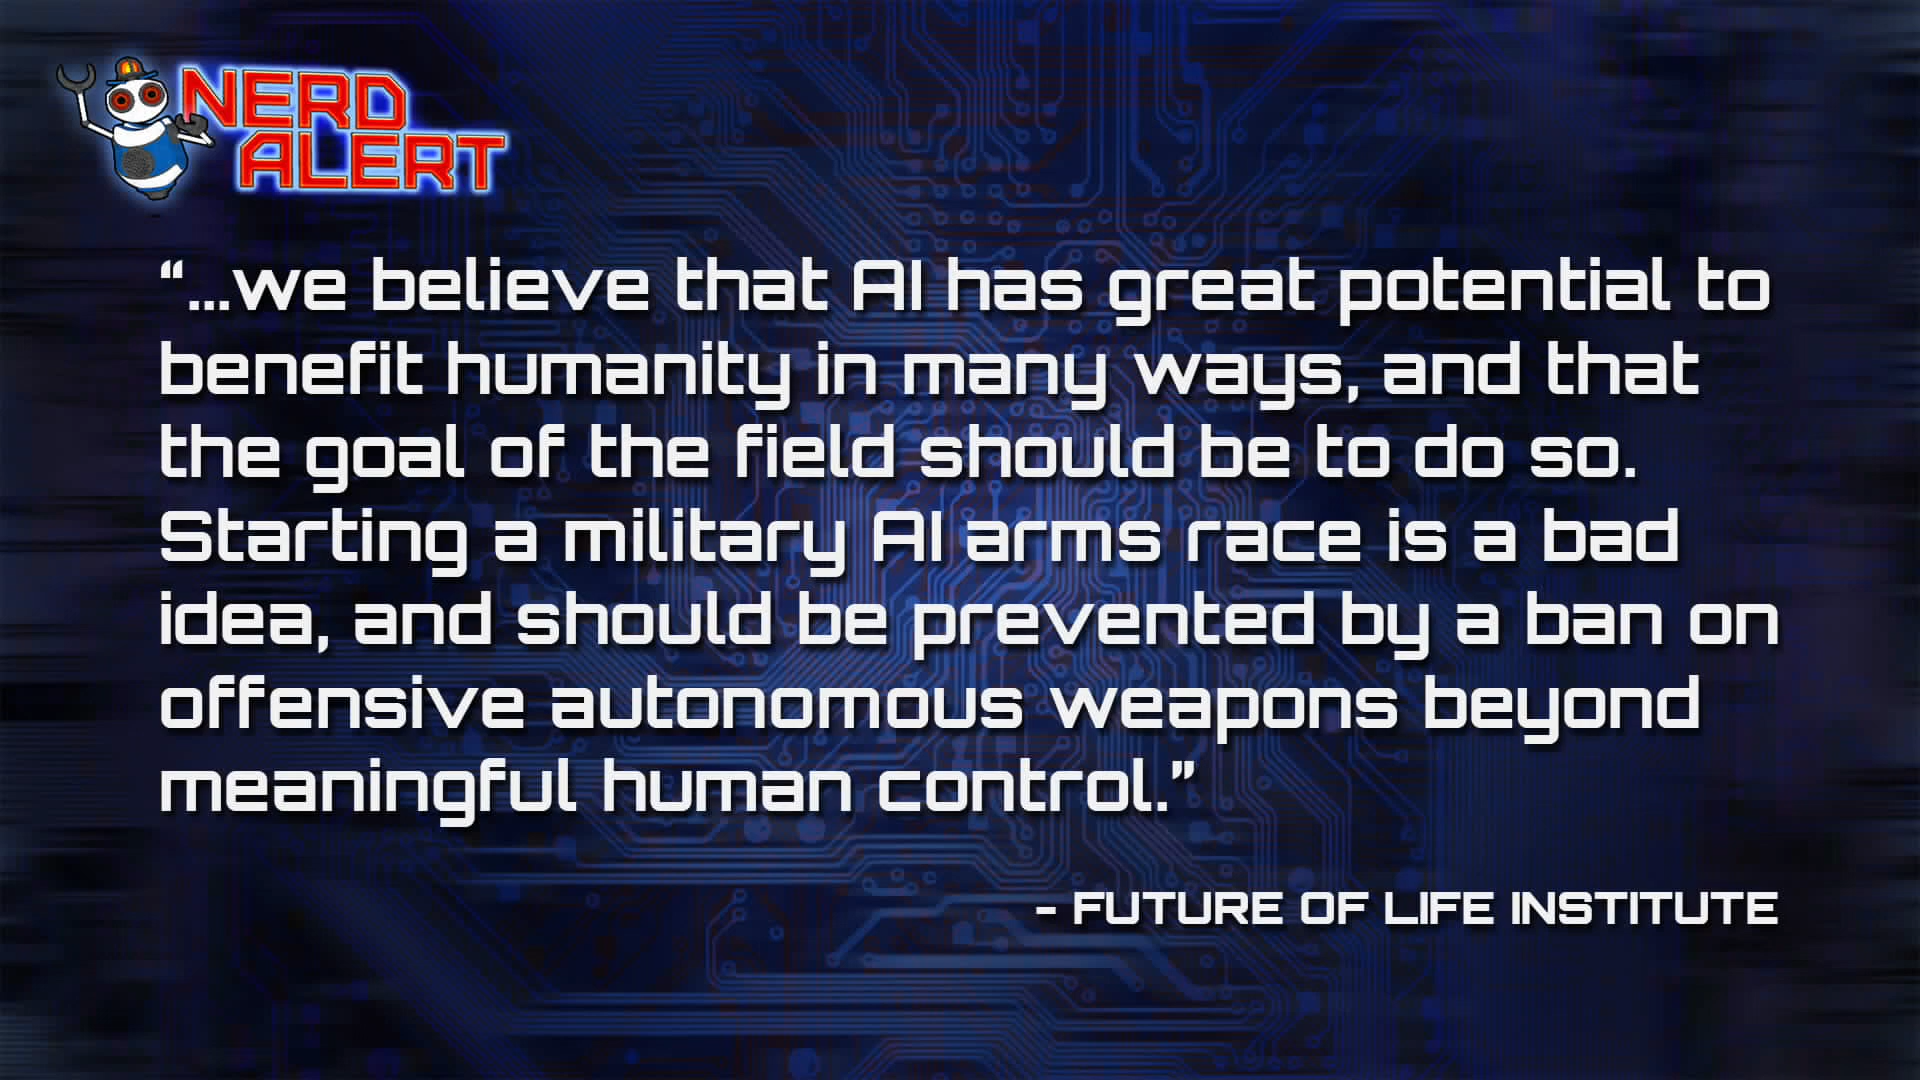 NERD
ALERT
“...we believe that AI has great potential to
benefit humanity in many ways, and that
the goal of the field should be to do so.
Starting a military AI arms race is a bad
idea, and should be prevented by a ban on
offensive autonomous weapons beyond
meaningful human control.”
- FUTURE OF LIFE INSTITUTE